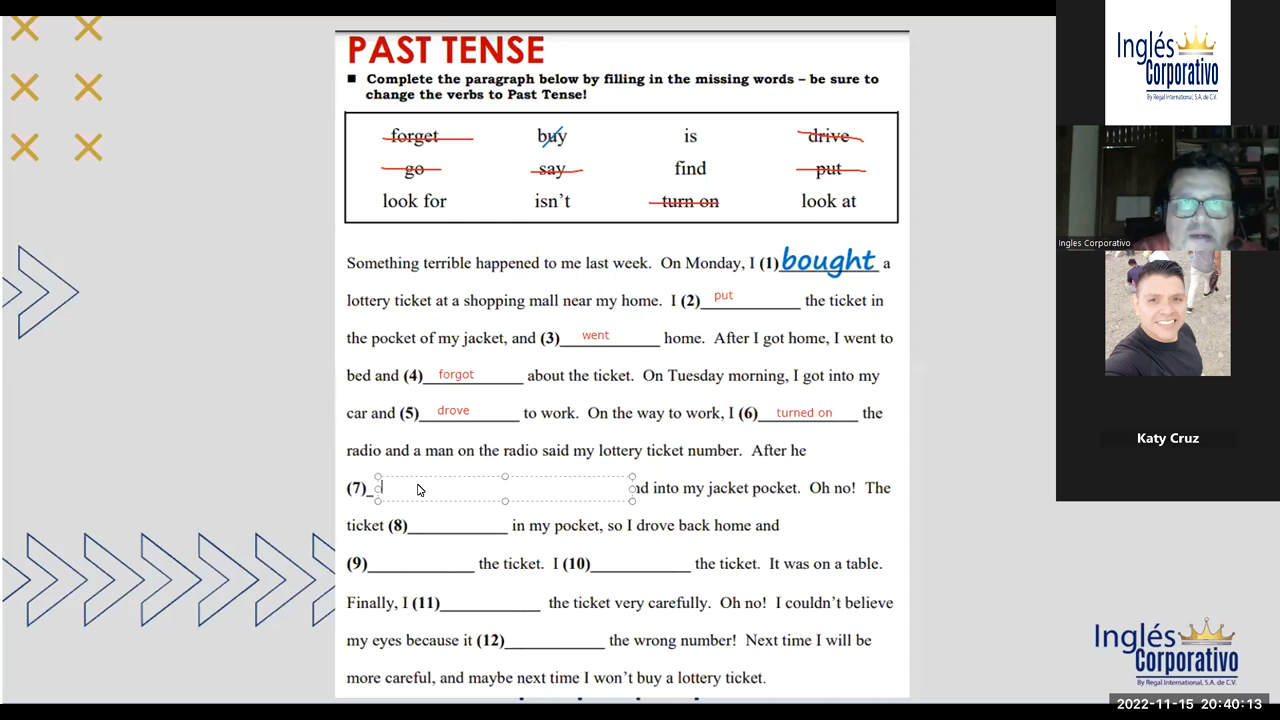 PAST TENSE
■ Complete the paragraph below by filling in the missing words – be sure to
change the verbs to Past Tense!
forget buy is drive
go say find put
look for isn't turn on look at
Something terrible happened to me last week. On Monday, I (1) bought a
lottery ticket at a shopping mall near my home. I (2) put the ticket in
the pocket of my jacket, and (3) went home. After I got home, I went to
bed and (4) forgot about the ticket. On Tuesday morning, I got into my
car and (5) drove to work. On the way to work, I (6) turned on the
radio and a man on the radio said my lottery ticket number. After he
(7)_ into my jacket pocket. Oh no! The
ticket (8)___________ in my pocket, so I drove back home and
(9)___________ the ticket. I (10)___________ the ticket. It was on a table.
Finally, I (11)___________ the ticket very carefully. Oh no! I couldn't believe
my eyes because it (12)___________ the wrong number! Next time I will be
more careful, and maybe next time I won't buy a lottery ticket.
Inglés
Corporativo
By Regal International, S.A. de C.V.
Ingles Corporativo
Katy Cruz
Inglés
Corporativo
By Regal International, S.A. de C.V.
2022-11-15 20:40:13